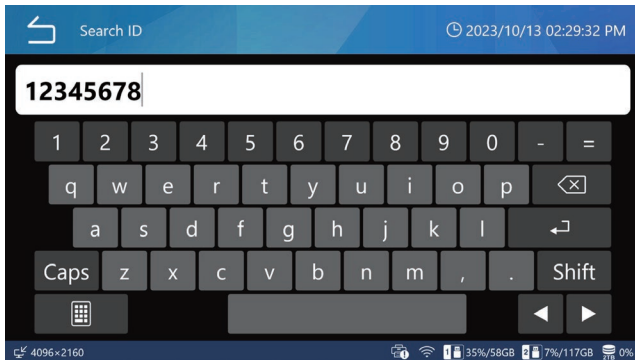 Search ID
2023/10/13 02:29:32 PM
12345678
1 2 3 4 5 6 7 8 9 0 - =
q w e r t y u i o p
a s d f g h j k l
Caps z x c v b n m , . Shift
4096×2160 1 35%/58GB 2 7%/117GB 2TB 0%